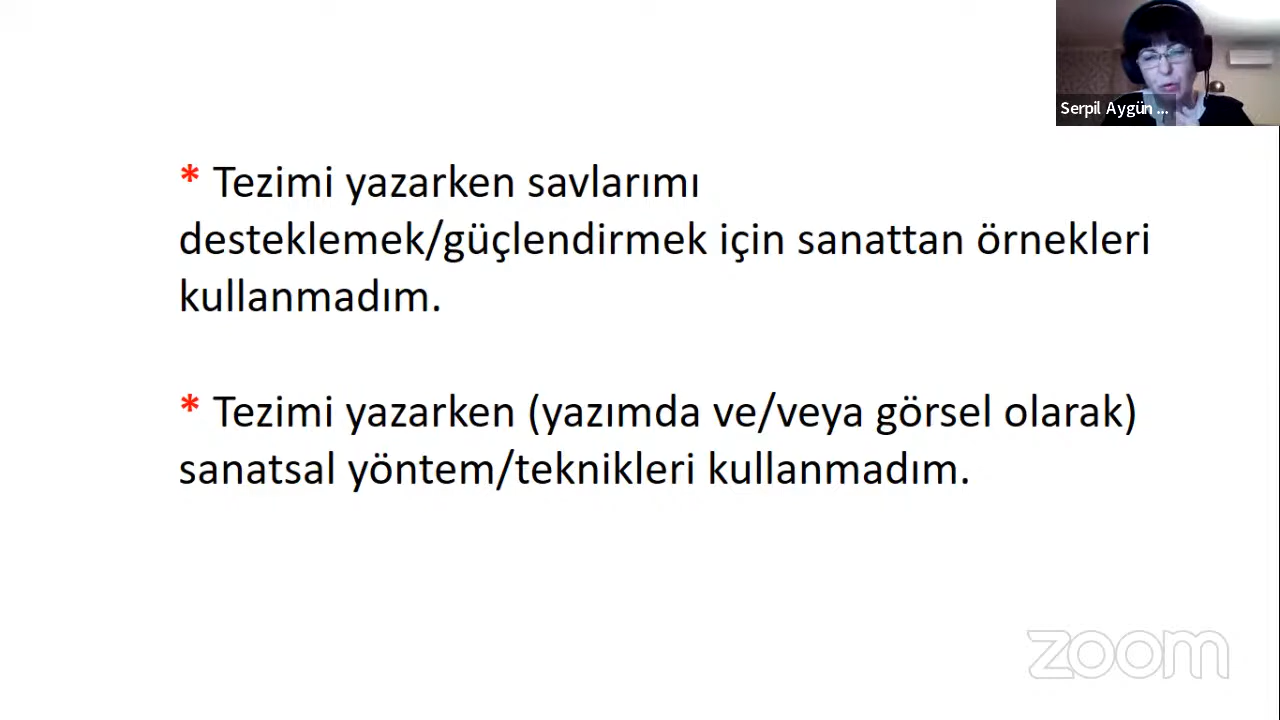 Serpil Aygün ...
* Tezimi yazarken savlarımı
desteklemek/güçlendirmek için sanattan örnekleri
kullanmadım.
* Tezimi yazarken (yazımda ve/veya görsel olarak)
sanatsal yöntem/teknikleri kullanmadım.
zoom